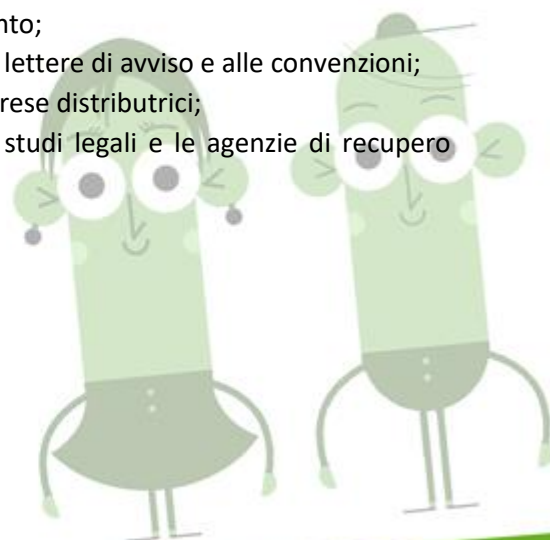 nto;
lettere di avviso e alle convenzioni;
rese distributrici;
studi legali e le agenzie di recupero